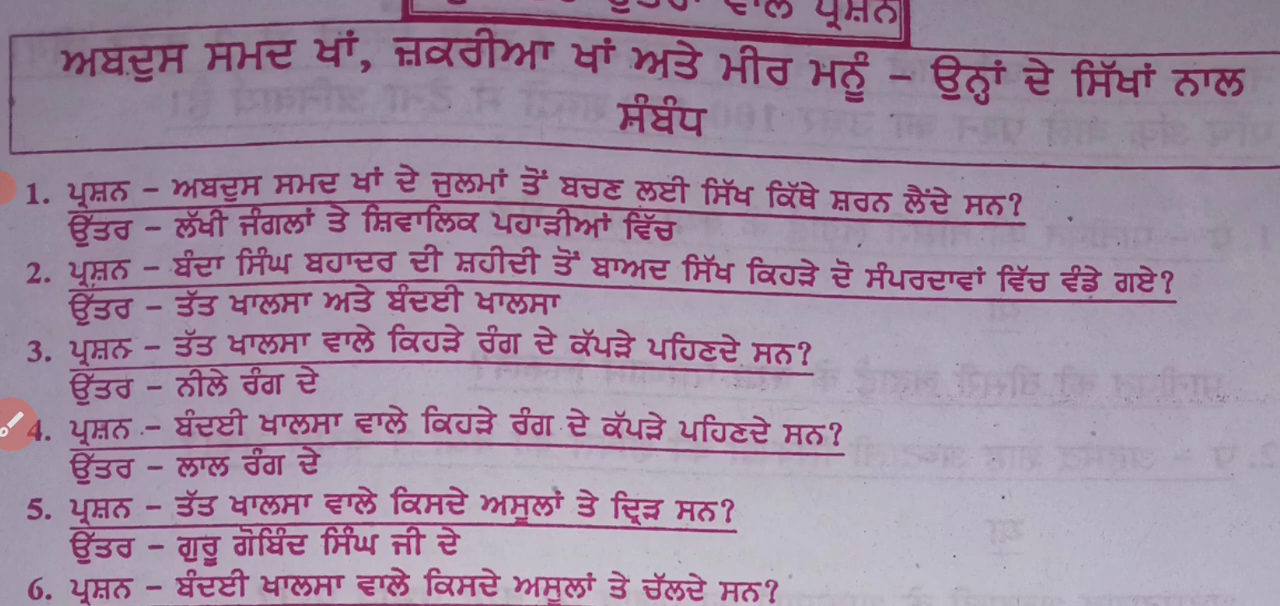 ਵਾਲੇ ਪ੍ਰਸ਼ਨ
ਅਬਦੁਸ ਸਮਦ ਖਾਂ, ਜ਼ਕਰੀਆ ਖਾਂ ਅਤੇ ਮੀਰ ਮਨੂੰ – ਉਨ੍ਹਾਂ ਦੇ ਸਿੱਖਾਂ ਨਾਲ
ਸੰਬੰਧ
1. ਪ੍ਰਸ਼ਨ – ਅਬਦੁਸ ਸਮਦ ਖਾਂ ਦੇ ਜੁਲਮਾਂ ਤੋਂ ਬਚਣ ਲਈ ਸਿੱਖ ਕਿੱਥੇ ਸ਼ਰਨ ਲੈਂਦੇ ਸਨ?
ਉੱਤਰ – ਲੱਖੀ ਜੰਗਲਾਂ ਤੇ ਸ਼ਿਵਾਲਿਕ ਪਹਾੜੀਆਂ ਵਿੱਚ
2. ਪ੍ਰਸ਼ਨ – ਬੰਦਾ ਸਿੰਘ ਬਹਾਦਰ ਦੀ ਸ਼ਹੀਦੀ ਤੋਂ ਬਾਅਦ ਸਿੱਖ ਕਿਹੜੇ ਦੋ ਸੰਪਰਦਾਵਾਂ ਵਿੱਚ ਵੰਡੇ ਗਏ?
ਉੱਤਰ – ਤੱਤ ਖਾਲਸਾ ਅਤੇ ਬੰਦਈ ਖਾਲਸਾ
3. ਪ੍ਰਸ਼ਨ – ਤੱਤ ਖਾਲਸਾ ਵਾਲੇ ਕਿਹੜੇ ਰੰਗ ਦੇ ਕੱਪੜੇ ਪਹਿਣਦੇ ਸਨ?
ਉੱਤਰ – ਨੀਲੇ ਰੰਗ ਦੇ
4. ਪ੍ਰਸ਼ਨ – ਬੰਦਈ ਖਾਲਸਾ ਵਾਲੇ ਕਿਹੜੇ ਰੰਗ ਦੇ ਕੱਪੜੇ ਪਹਿਣਦੇ ਸਨ?
ਉੱਤਰ – ਲਾਲ ਰੰਗ ਦੇ
5. ਪ੍ਰਸ਼ਨ – ਤੱਤ ਖਾਲਸਾ ਵਾਲੇ ਕਿਸਦੇ ਅਸੂਲਾਂ ਤੇ ਦ੍ਰਿੜ ਸਨ?
ਉੱਤਰ – ਗੁਰੂ ਗੋਬਿੰਦ ਸਿੰਘ ਜੀ ਦੇ
6. ਪ੍ਰਸ਼ਨ – ਬੰਦਈ ਖਾਲਸਾ ਵਾਲੇ ਕਿਸਦੇ ਅਸੂਲਾਂ ਤੇ ਚੱਲਦੇ ਸਨ?